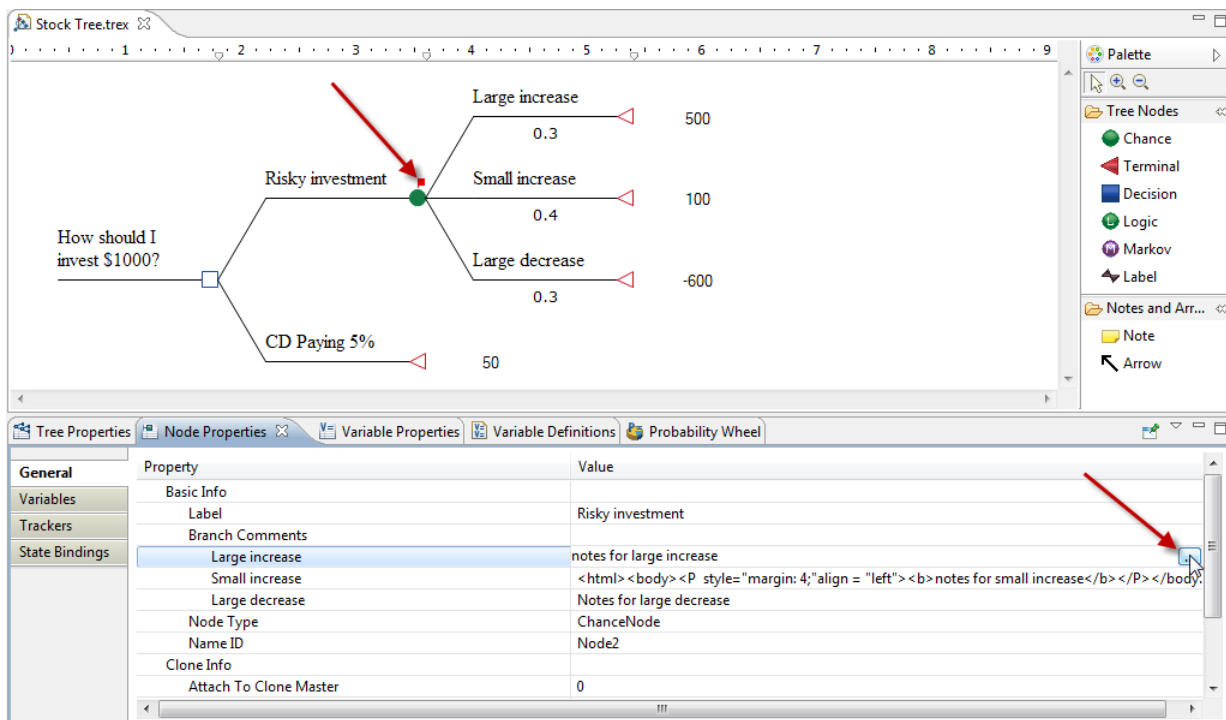 Stock Tree.trex
1 2 3 4 5 6 7 8 9
Palette
Tree Nodes
Chance
Terminal
Decision
Logic
Markov
Label
Notes and Arr...
Note
Arrow
Large increase
0.3
500
Risky investment
Small increase
0.4
100
How should I
invest $1000?
Large decrease
0.3
-600
CD Paying 5%
50
Tree Properties Node Properties Variable Properties Variable Definitions Probability Wheel
General
Variables
Trackers
State Bindings
Property Value
Basic Info
Label Risky investment
Branch Comments
Large increase notes for large increase
Small increase <html><body><P style="margin: 4;"align = "left"><b>notes for small increase</b></P></body.
Large decrease Notes for large decrease
Node Type ChanceNode
Name ID Node2
Clone Info
Attach To Clone Master 0